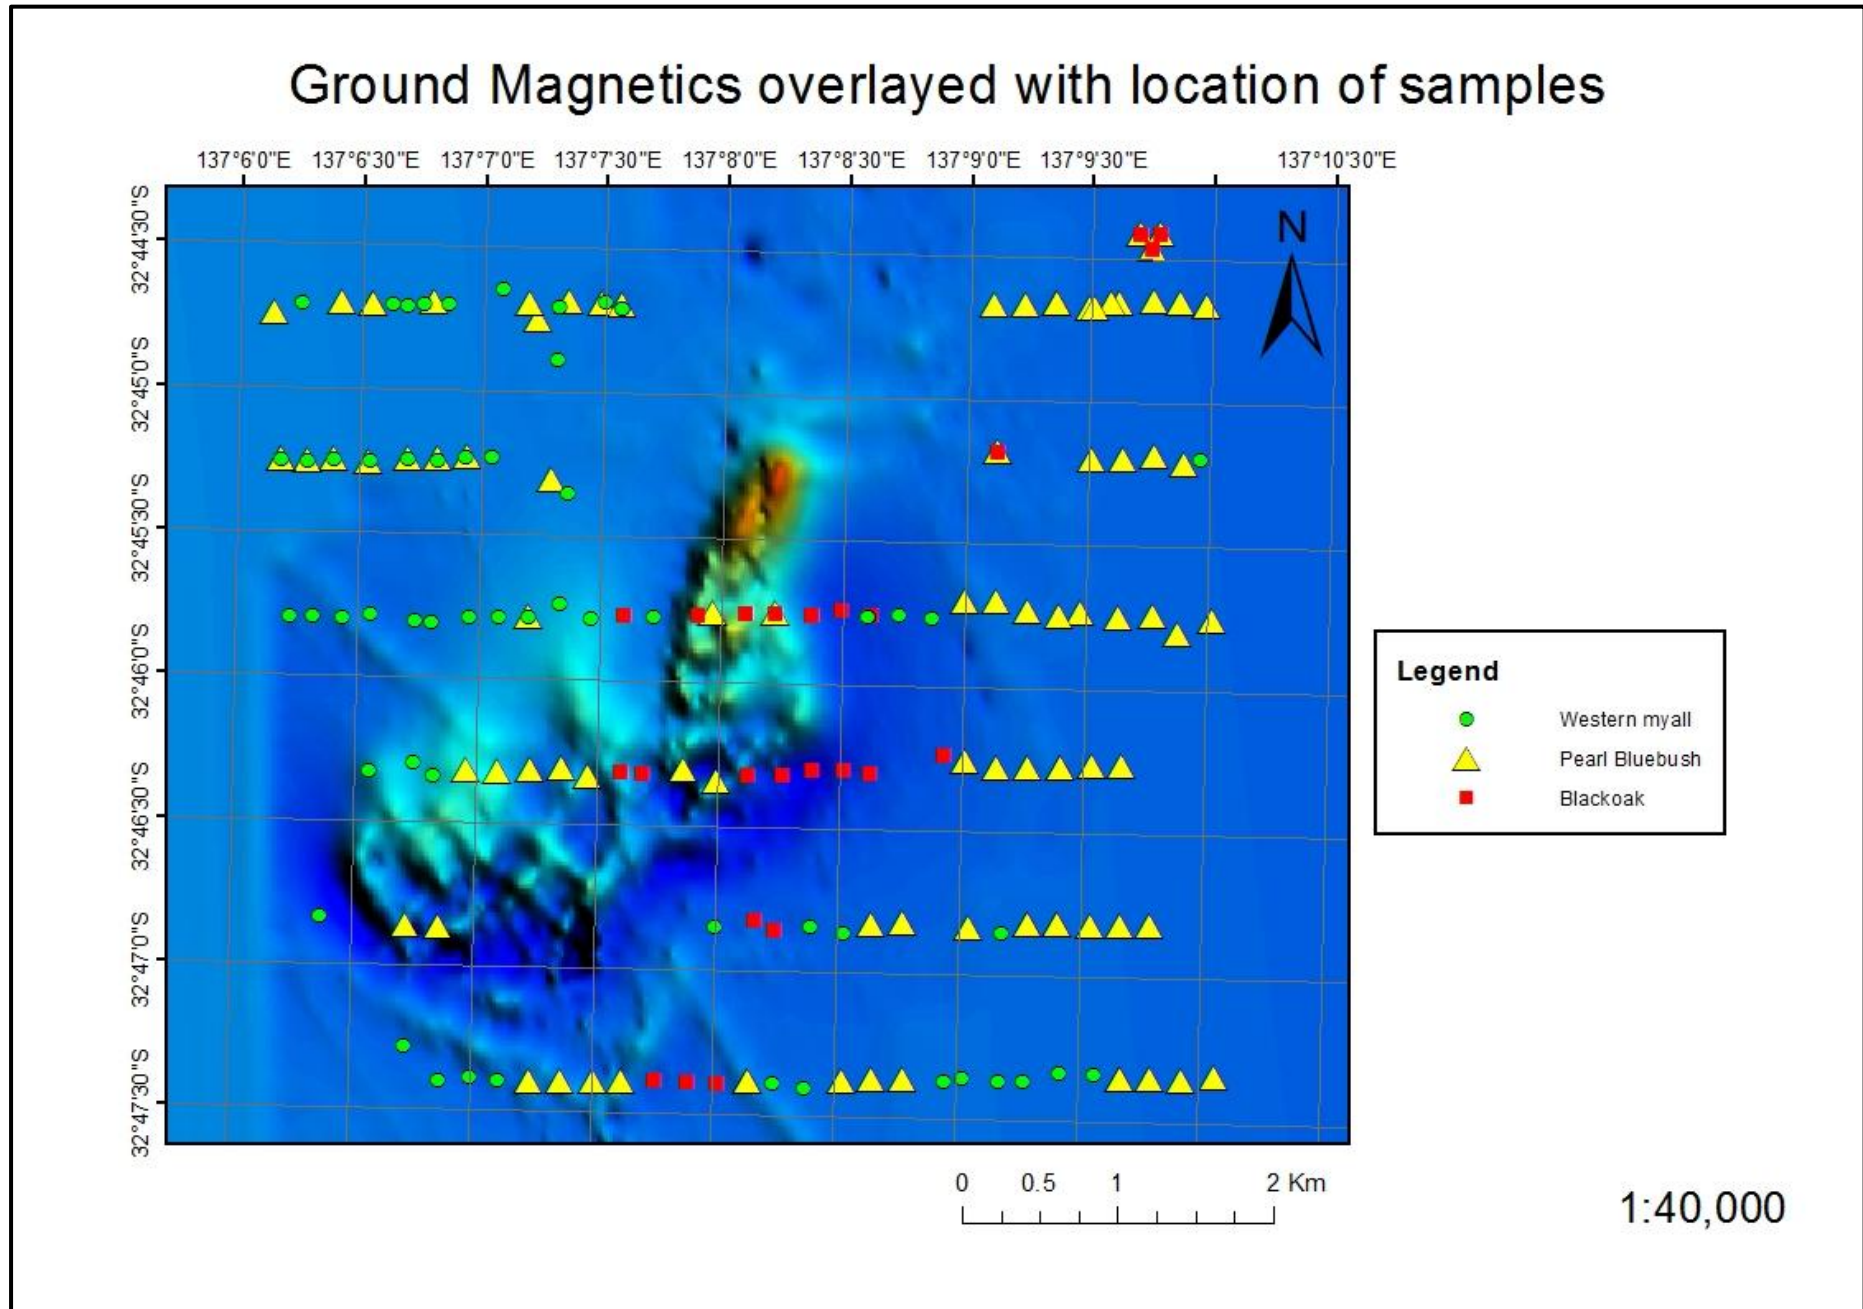 Ground Magnetics overlayed with location of samples
137°6'0"E 137°6'30"E 137°7'0"E 137°7'30"E 137°8'0"E 137°8'30"E 137°9'0"E 137°9'30"E 137°10'30"E
32°44'30"S
32°45'0"S
32°45'30"S
32°46'0"S
32°46'30"S
32°47'0"S
32°47'30"S
N
Legend
Western myall
Pearl Bluebush
Blackoak
0 0.5 1 2 Km
1:40,000